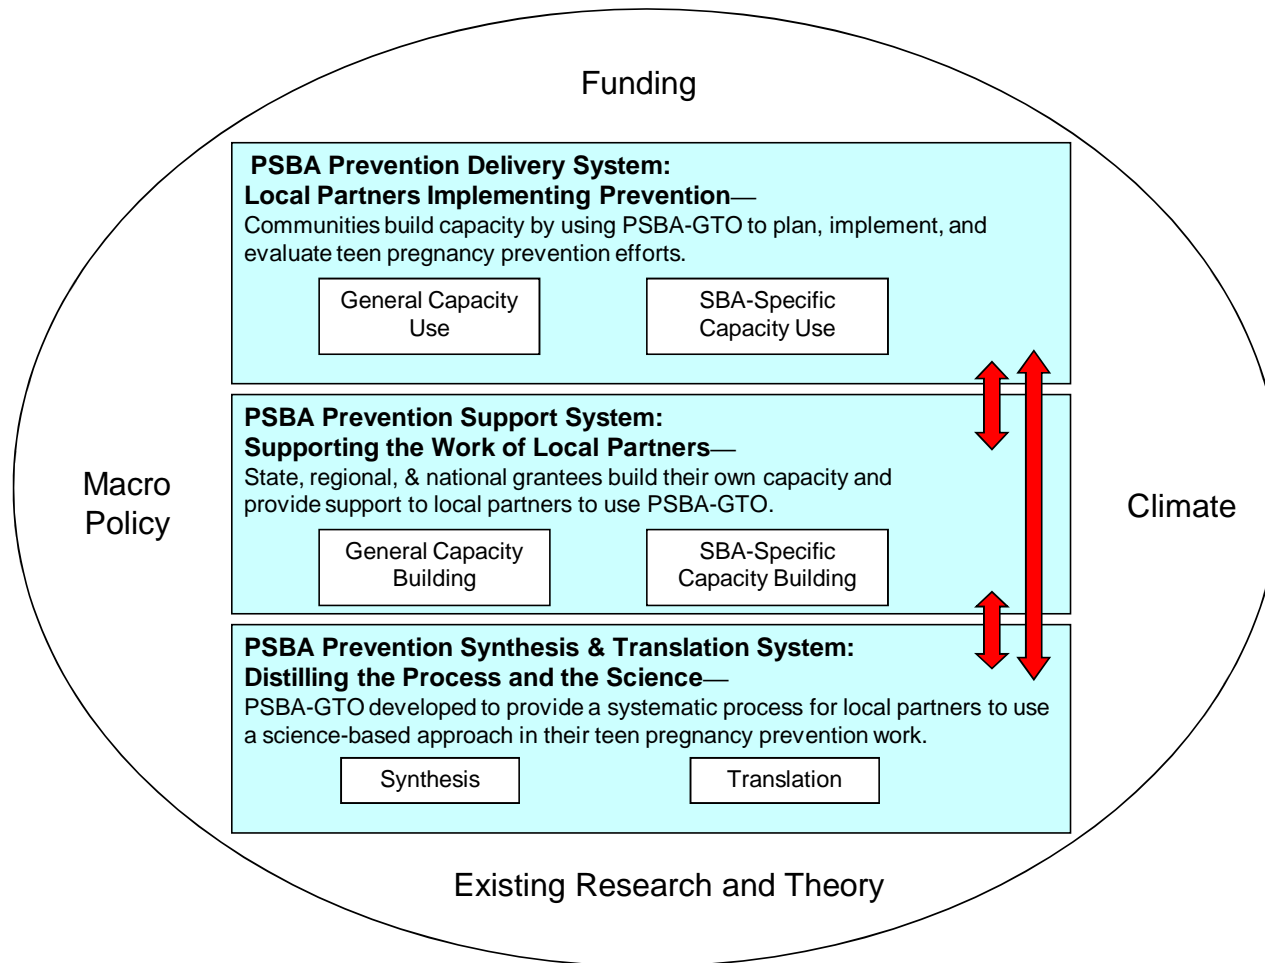 Funding
PSBA Prevention Delivery System:
Local Partners Implementing Prevention—
Communities build capacity by using PSBA-GTO to plan, implement, and
evaluate teen pregnancy prevention efforts.
General Capacity
Use
SBA-Specific
Capacity Use
PSBA Prevention Support System:
Supporting the Work of Local Partners—
State, regional, & national grantees build their own capacity and
provide support to local partners to use PSBA-GTO.
General Capacity
Building
SBA-Specific
Capacity Building
Macro
Policy
Climate
PSBA Prevention Synthesis & Translation System:
Distilling the Process and the Science—
PSBA-GTO developed to provide a systematic process for local partners to use
a science-based approach in their teen pregnancy prevention work.
Synthesis
Translation
Existing Research and Theory